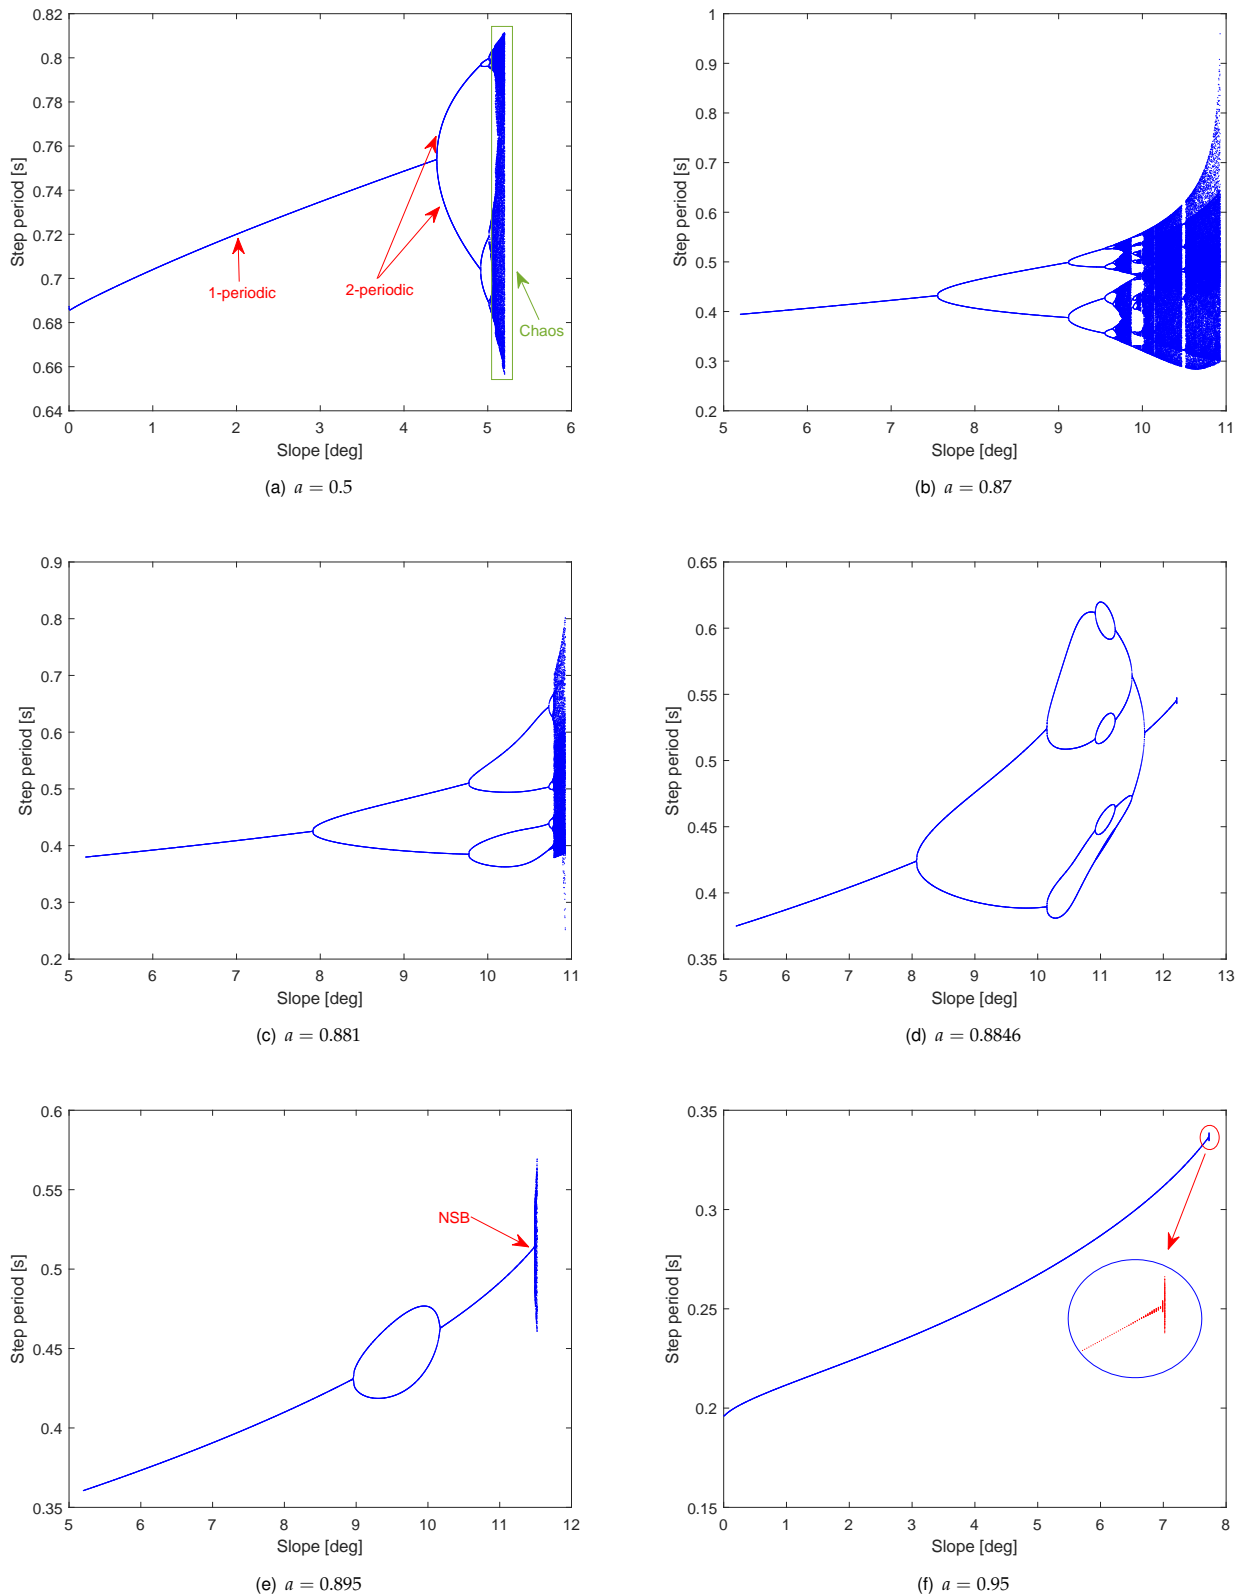 0.82
0.8
0.78
0.76
0.74
0.72
0.7
0.68
0.66
0.64
Step period [s]
1-periodic
2-periodic
Chaos
0 1 2 3 4 5 6
Slope [deg]
(a) a = 0.5
1
0.9
0.8
0.7
0.6
0.5
0.4
0.3
0.2
Step period [s]
5 6 7 8 9 10 11
Slope [deg]
(b) a = 0.87
0.9
0.8
0.7
0.6
0.5
0.4
0.3
0.2
Step period [s]
5 6 7 8 9 10 11
Slope [deg]
(c) a = 0.881
0.65
0.6
0.55
0.5
0.45
0.4
0.35
Step period [s]
5 6 7 8 9 10 11 12 13
Slope [deg]
(d) a = 0.8846
0.6
0.55
0.5
0.45
0.4
0.35
Step period [s]
NSB
5 6 7 8 9 10 11 12
Slope [deg]
(e) a = 0.895
0.35
0.3
0.25
0.2
0.15
Step period [s]
0 1 2 3 4 5 6 7 8
Slope [deg]
(f) a = 0.95